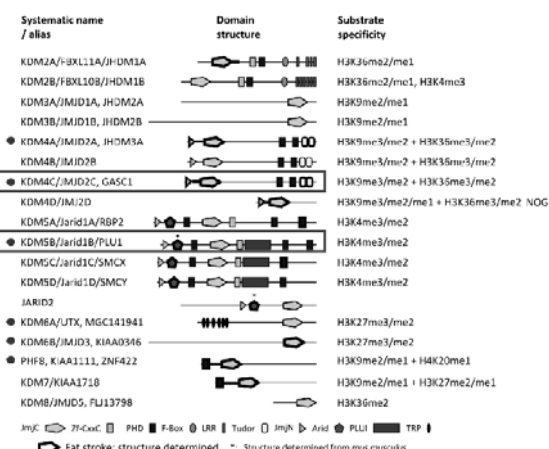 Systematic name Domain Substrate
/ alias structure specificity
KDM2A/FBXL11A/JHDM1A H3K36me2/me1
KDM2B/FBXL10B/JHDM1B H3K36me2/me1, H3K4me3
KDM3A/JMJD1A, JHDM2A H3K9me2/me1
KDM3B/JMJD1B, JHDM2B H3K9me2/me1
KDM4A/JMJD2A, JHDM3A H3K9me3/me2 + H3K36me3/me2
KDM4B/JMJD2B H3K9me3/me2 + H3K36me3/me2
KDM4C/JMJD2C, GASC1 H3K9me3/me2 + H3K36me3/me2
KDM4D/JMJ2D H3K9me3/me2/me1 + H3K36me3/me2 NOG
KDM5A/Jarid1A/RBP2 H3K4me3/me2
KDM5B/Jarid1B/PLU1 H3K4me3/me2
KDM5C/Jarid1C/SMCX H3K4me3/me2
KDM5D/Jarid1D/SMCY H3K4me3/me2
JARID2
KDM6A/UTX, MGC141941 H3K27me3/me2
KDM6B/JMJD3, KIAA0346 H3K27me3/me2
PHF8, KIAA1111, ZNF422 H3K9me2/me1 + H4K20me1
KDM7/KIAA1718 H3K9me2/me1 + H3K27me2/me1
KDM8/JMJD5, FLJ13798 H3K36me2
JmjC Zf-CxxC PHD F-Box LRR Tudor JmjN Arid PLUI TRP
Fat stroke: structure determined *: Structure determined from mus musculus